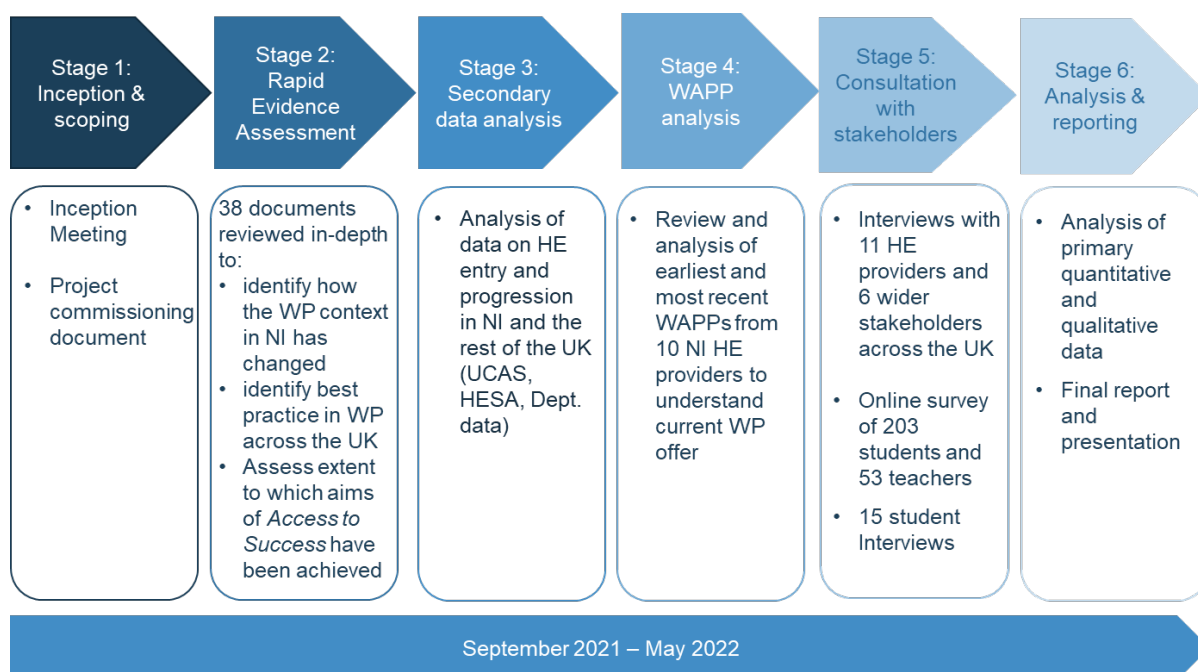 Stage 1:
Inception &
scoping
Stage 2:
Rapid
Evidence
Assessment
Stage 3:
Secondary
data analysis
Stage 4:
WAPP
analysis
Stage 5:
Consultation
with
stakeholders
Stage 6:
Analysis &
reporting
• Inception
Meeting
• Project
commissioning
document
38 documents
reviewed in-depth
to:
• identify how
the WP context
in NI has
changed
• identify best
practice in WP
across the UK
• Assess extent
to which aims
of Access to
Success have
been achieved
• Analysis of
data on HE
entry and
progression
in NI and the
rest of the UK
(UCAS,
HESA, Dept.
data)
• Review and
analysis of
earliest and
most recent
WAPPs from
10 NI HE
providers to
understand
current WP
offer
• Interviews with
11 HE
providers and
6 wider
stakeholders
across the UK
• Online survey
of 203
students and
53 teachers
• 15 student
Interviews
• Analysis of
primary
quantitative
and
qualitative
data
• Final report
and
presentation
September 2021 – May 2022